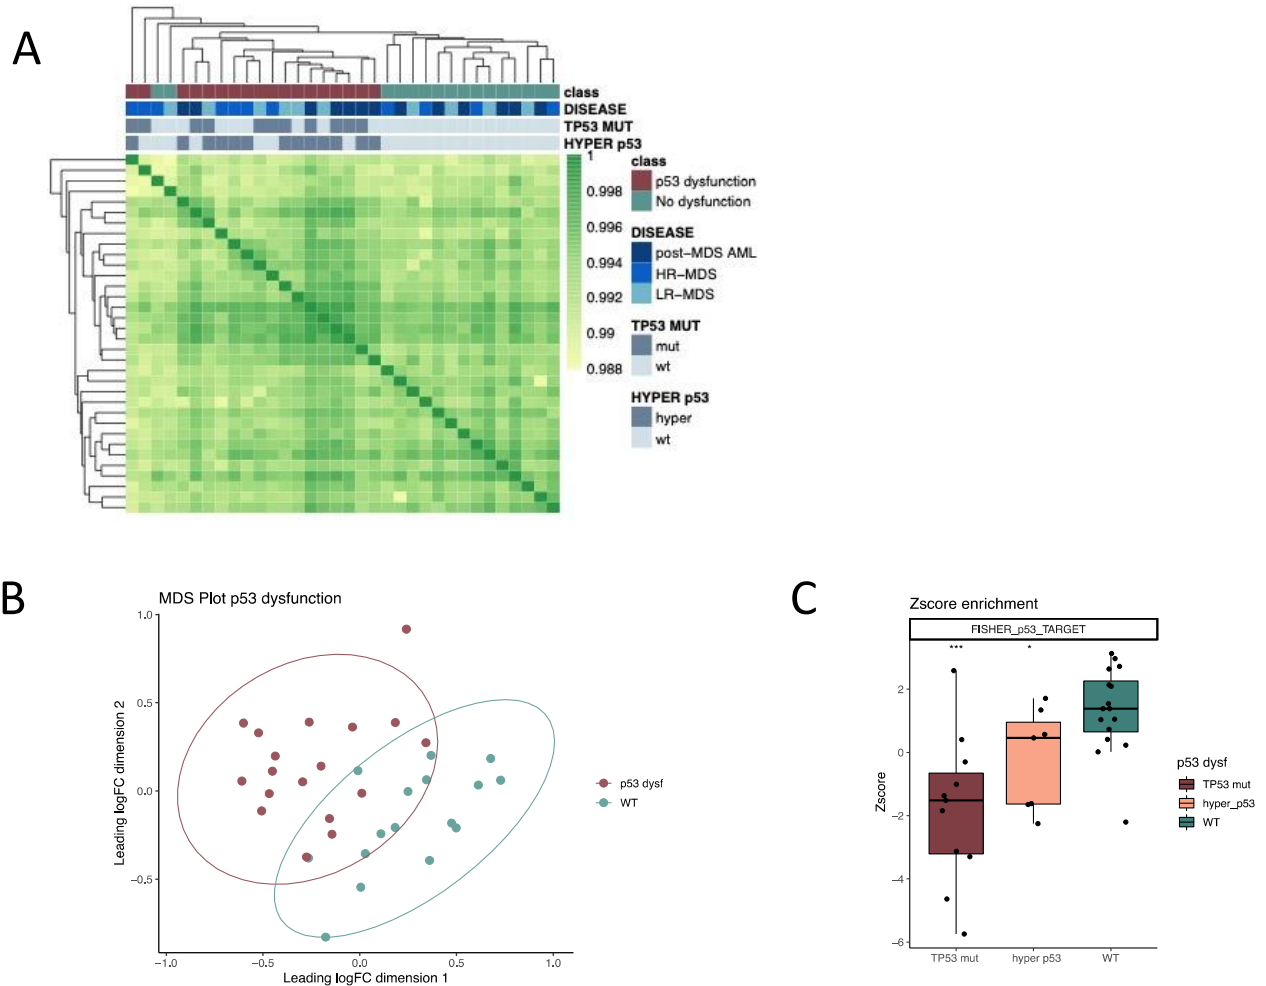 A
class
DISEASE
TP53 MUT
HYPER p53
1
0.998
0.996
0.994
0.992
0.99
0.988
class
p53 dysfunction
No dysfunction
DISEASE
post−MDS AML
HR−MDS
LR−MDS
TP53 MUT
mut
wt
HYPER p53
hyper
wt
B
MDS Plot p53 dysfunction
1.0
0.5
0.0
−0.5
Leading logFC dimension 2
−1.0
−0.5
0.0
0.5
1.0
Leading logFC dimension 1
p53 dysf
WT
C
Zscore enrichment
FISHER_p53_TARGET
***
*
2
0
−2
−4
−6
Zscore
TP53 mut
hyper p53
WT
p53 dysf
TP53 mut
hyper_p53
WT